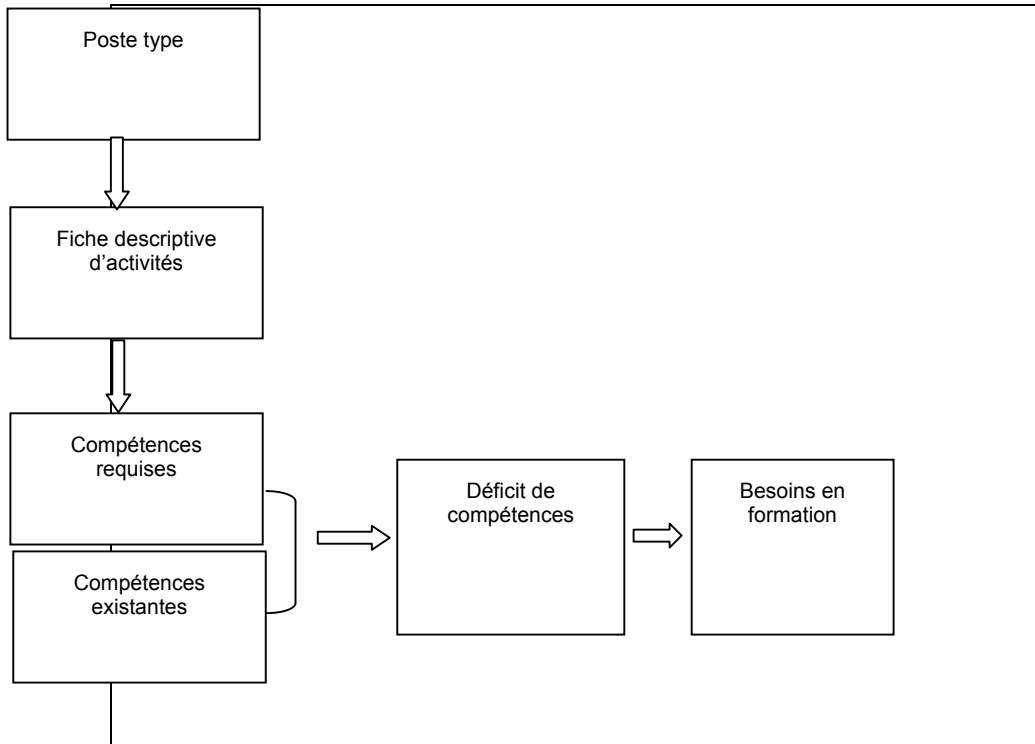 Poste type
Fiche descriptive
d’activités
Compétences
requises
Compétences
existantes
Déficit de
compétences
Besoins en
formation